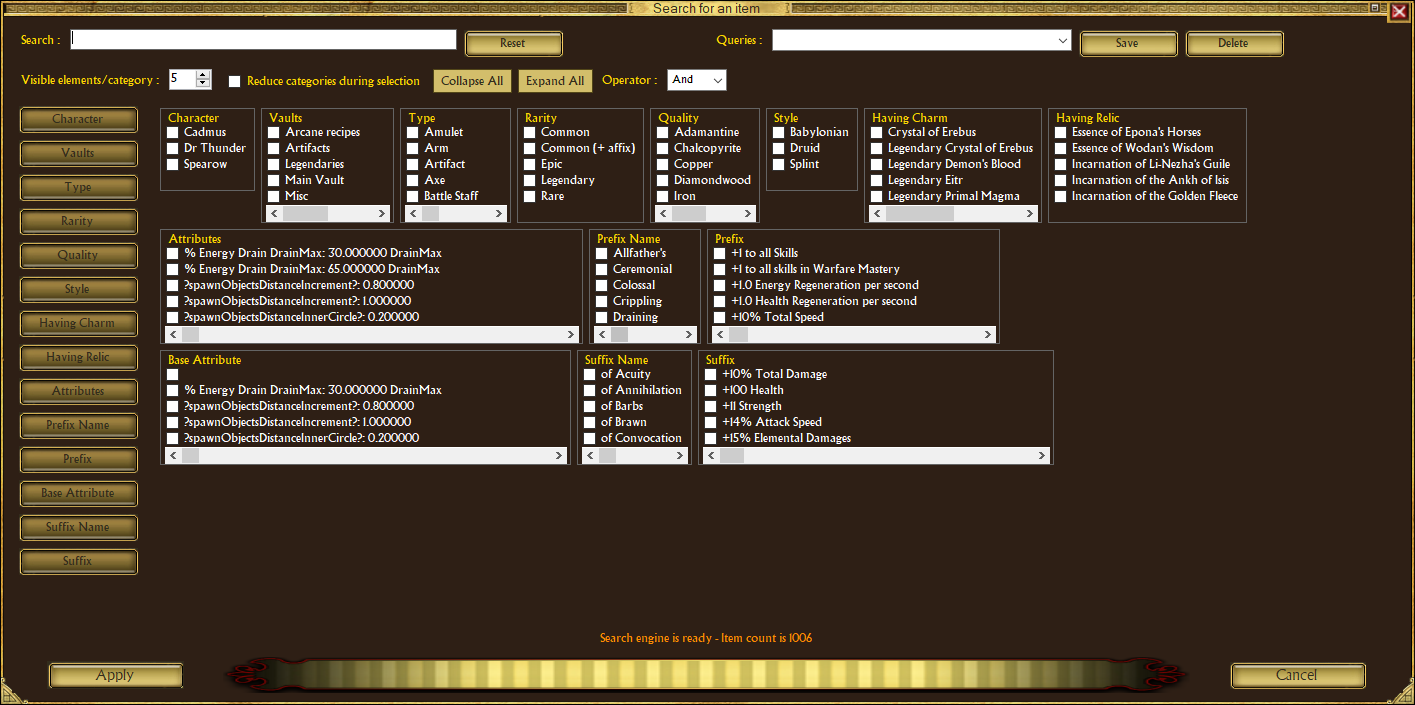 Search for an item
Search :
Reset
Queries :
Save
Delete
Visible elements/category :
5
Reduce categories during selection
Collapse All
Expand All
Operator :
And
Character
Vaults
Type
Rarity
Quality
Style
Having Charm
Having Relic
Attributes
Prefix Name
Prefix
Base Attribute
Suffix Name
Suffix
Character
Cadmus
Dr Thunder
Spearow
Vaults
Arcane recipes
Artifacts
Legendaries
Main Vault
Misc
Type
Amulet
Arm
Artifact
Axe
Battle Staff
Rarity
Common
Common (+ affix)
Epic
Legendary
Rare
Quality
Adamantine
Chalcopyrite
Copper
Diamondwood
Iron
Style
Babylonian
Druid
Splint
Having Charm
Crystal of Erebus
Legendary Crystal of Erebus
Legendary Demon's Blood
Legendary Eitr
Legendary Primal Magma
Having Relic
Essence of Epona's Horses
Essence of Wodan's Wisdom
Incarnation of Li-Nezha's Guile
Incarnation of the Ankh of Isis
Incarnation of the Golden Fleece
Attributes
% Energy Drain DrainMax: 30.000000 DrainMax
% Energy Drain DrainMax: 65.000000 DrainMax
?spawnObjectsDistanceIncrement?: 0.800000
?spawnObjectsDistanceIncrement?: 1.000000
?spawnObjectsDistanceInnerCircle?: 0.200000
Prefix Name
Allfather's
Ceremonial
Colossal
Crippling
Draining
Prefix
+1 to all Skills
+1 to all skills in Warfare Mastery
+1.0 Energy Regeneration per second
+1.0 Health Regeneration per second
+10% Total Speed
Base Attribute
% Energy Drain DrainMax: 30.000000 DrainMax
?spawnObjectsDistanceIncrement?: 0.800000
?spawnObjectsDistanceIncrement?: 1.000000
?spawnObjectsDistanceInnerCircle?: 0.200000
Suffix Name
of Acuity
of Annihilation
of Barbs
of Brawn
of Convocation
Suffix
+10% Total Damage
+100 Health
+11 Strength
+14% Attack Speed
+15% Elemental Damages
Search engine is ready - Item count is 1006
Apply
Cancel